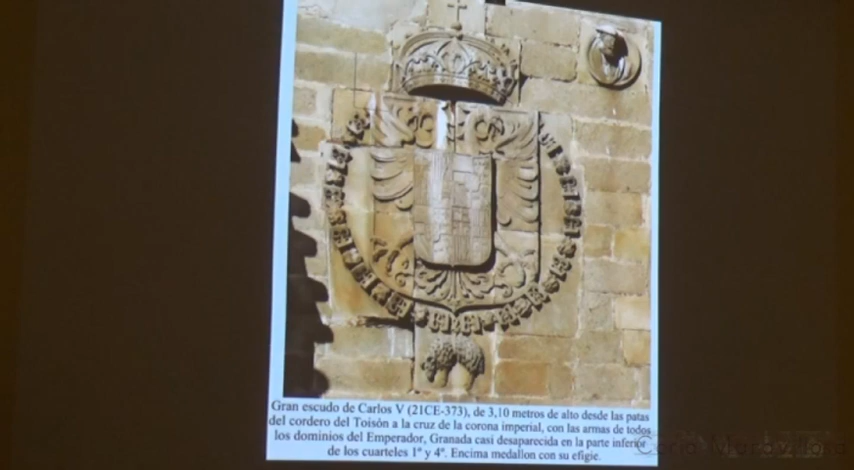 Gran escudo de Carlos V (21CE-373), de 3,10 metros de alto desde las patas
del cordero del Toisón a la cruz de la corona imperial, con las armas de todos
los dominios del Emperador, Granada casi desaparecida en la parte inferior
de los cuarteles 1º y 4º. Encima medallon con su efigie.